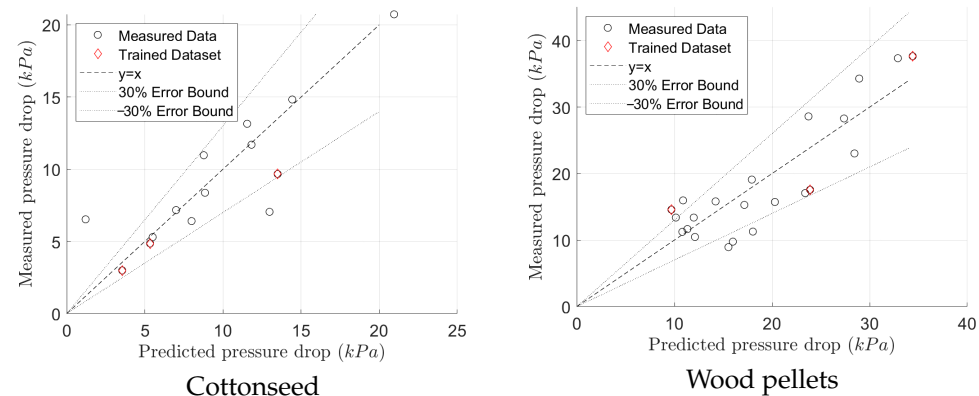 Measured pressure drop (kPa)
20
15
10
5
0
Measured Data
Trained Dataset
y=x
30% Error Bound
−30% Error Bound
0 5 10 15 20 25
Predicted pressure drop (kPa)
Cottonseed
Measured pressure drop (kPa)
40
30
20
10
0
Measured Data
Trained Dataset
y=x
30% Error Bound
−30% Error Bound
0 10 20 30 40
Predicted pressure drop (kPa)
Wood pellets